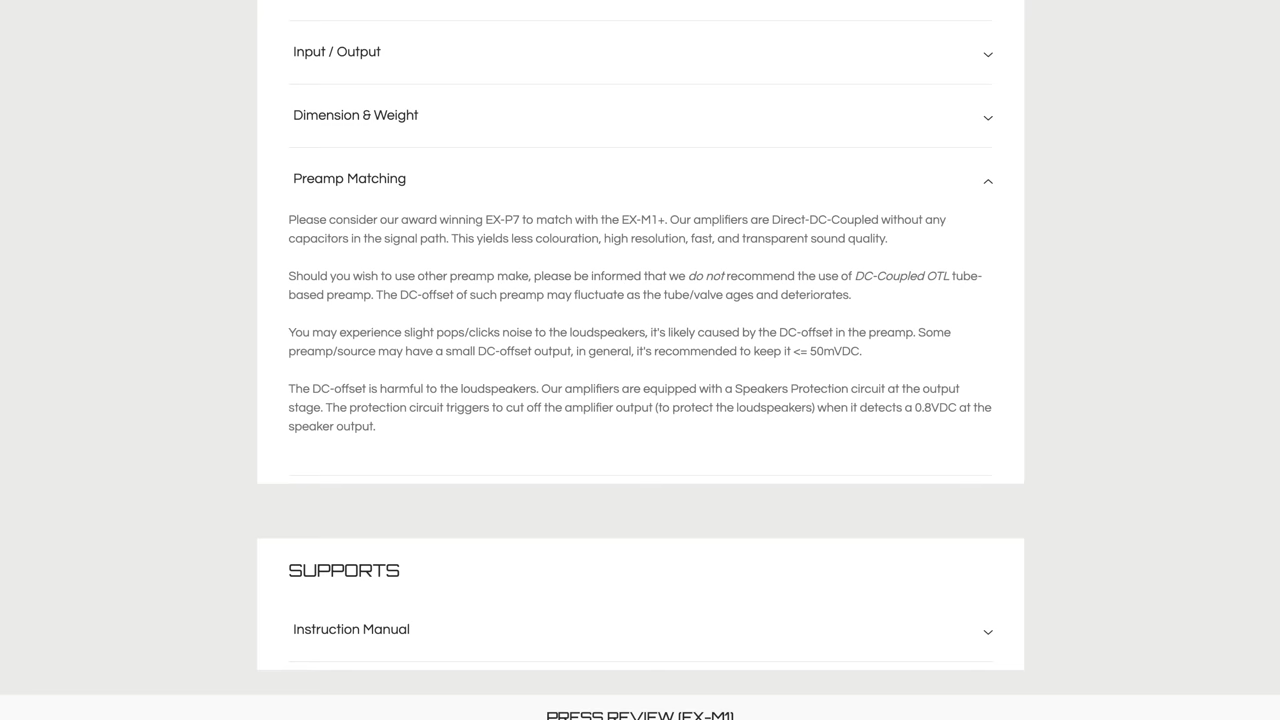 Input / Output
Dimension & Weight
Preamp Matching
Please consider our award winning EX-P7 to match with the EX-M1+. Our amplifiers are Direct-DC-Coupled without any
capacitors in the signal path. This yields less colouration, high resolution, fast, and transparent sound quality.
Should you wish to use other preamp make, please be informed that we do not recommend the use of DC-Coupled OTL tube-
based preamp. The DC-offset of such preamp may fluctuate as the tube/valve ages and deteriorates.
You may experience slight pops/clicks noise to the loudspeakers, it's likely caused by the DC-offset in the preamp. Some
preamp/source may have a small DC-offset output, in general, it's recommended to keep it <= 50mVDC.
The DC-offset is harmful to the loudspeakers. Our amplifiers are equipped with a Speakers Protection circuit at the output
stage. The protection circuit triggers to cut off the amplifier output (to protect the loudspeakers) when it detects a 0.8VDC at the
speaker output.
SUPPORTS
Instruction Manual
PRESS REVIEW (EX-M1)